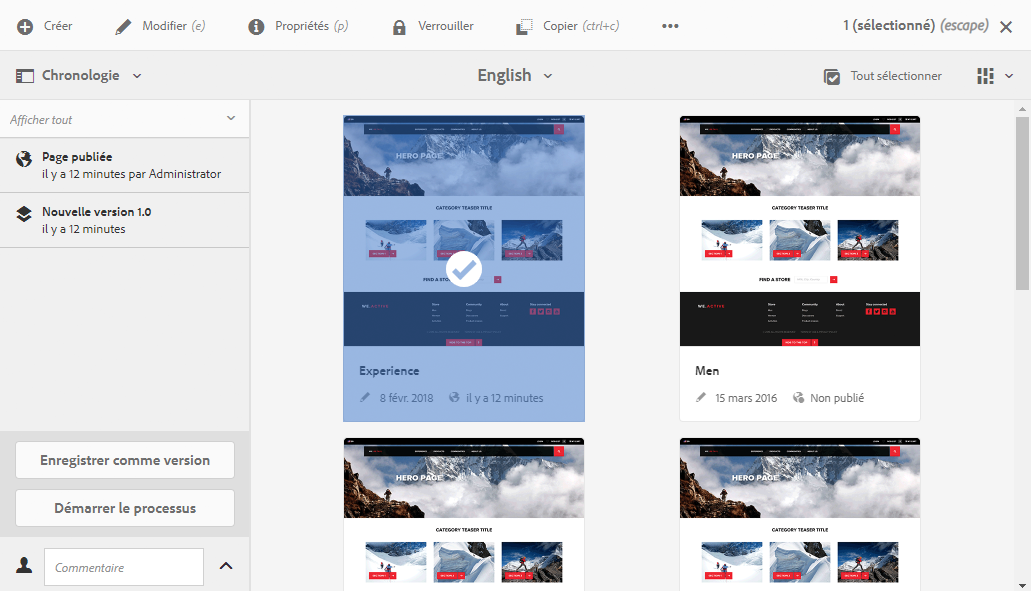 Créer
Modifier (e)
Propriétés (p)
Verrouiller
Copier (ctrl+c)
1 (sélectionné) (escape)
Chronologie
English
Tout sélectionner
Afficher tout
Page publiée
il y a 12 minutes par Administrator
Nouvelle version 1.0
il y a 12 minutes
Enregistrer comme version
Démarrer le processus
Commentaire
HERO PAGE
CATEGORY TEASER TITLE
FIND A STORE
Experience
8 févr. 2018 il y a 12 minutes
HERO PAGE
CATEGORY TEASER TITLE
FIND A STORE
Men
15 mars 2016 Non publié
HERO PAGE
CATEGORY TEASER TITLE
HERO PAGE
CATEGORY TEASER TITLE